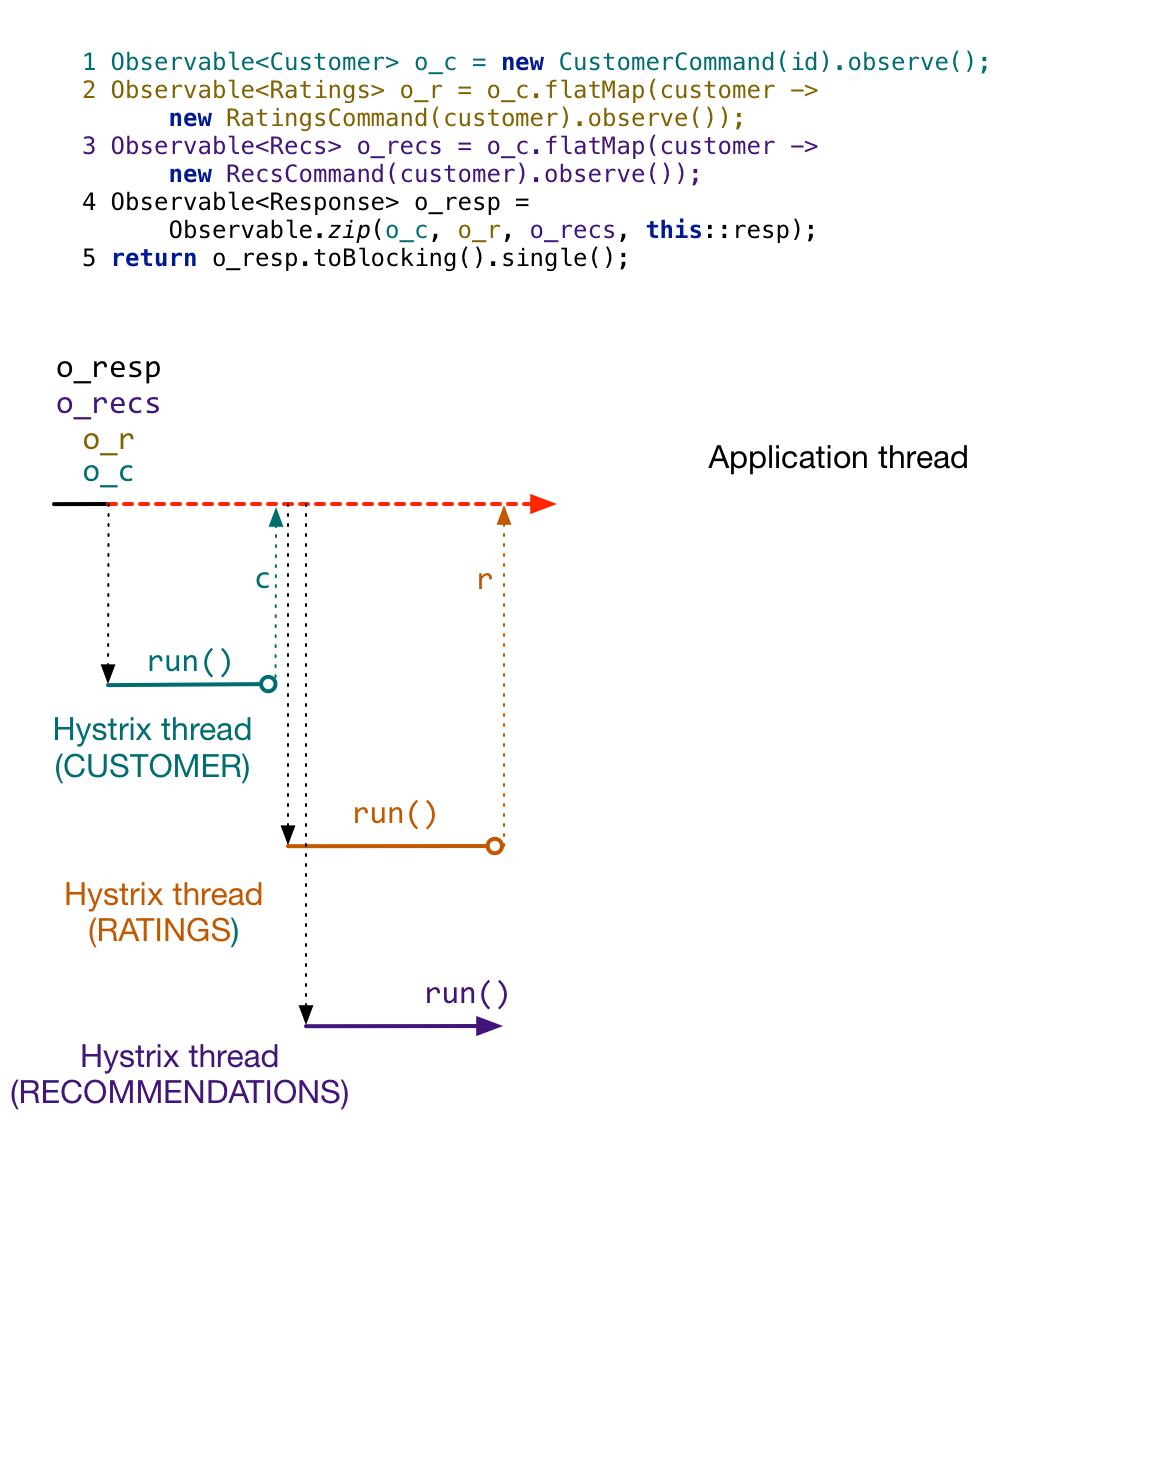 1 Observable<Customer> o_c = new CustomerCommand(id).observe();
2 Observable<Ratings> o_r = o_c.flatMap(customer ->
new RatingsCommand(customer).observe());
3 Observable<Recs> o_recs = o_c.flatMap(customer ->
new RecsCommand(customer).observe());
4 Observable<Response> o_resp =
Observable.zip(o_c, o_r, o_recs, this::resp);
5 return o_resp.toBlocking().single();
o_resp
o_recs
o_r
o_c
Application thread
c
r
run()
Hystrix thread
(CUSTOMER)
run()
Hystrix thread
(RATINGS)
run()
Hystrix thread
(RECOMMENDATIONS)